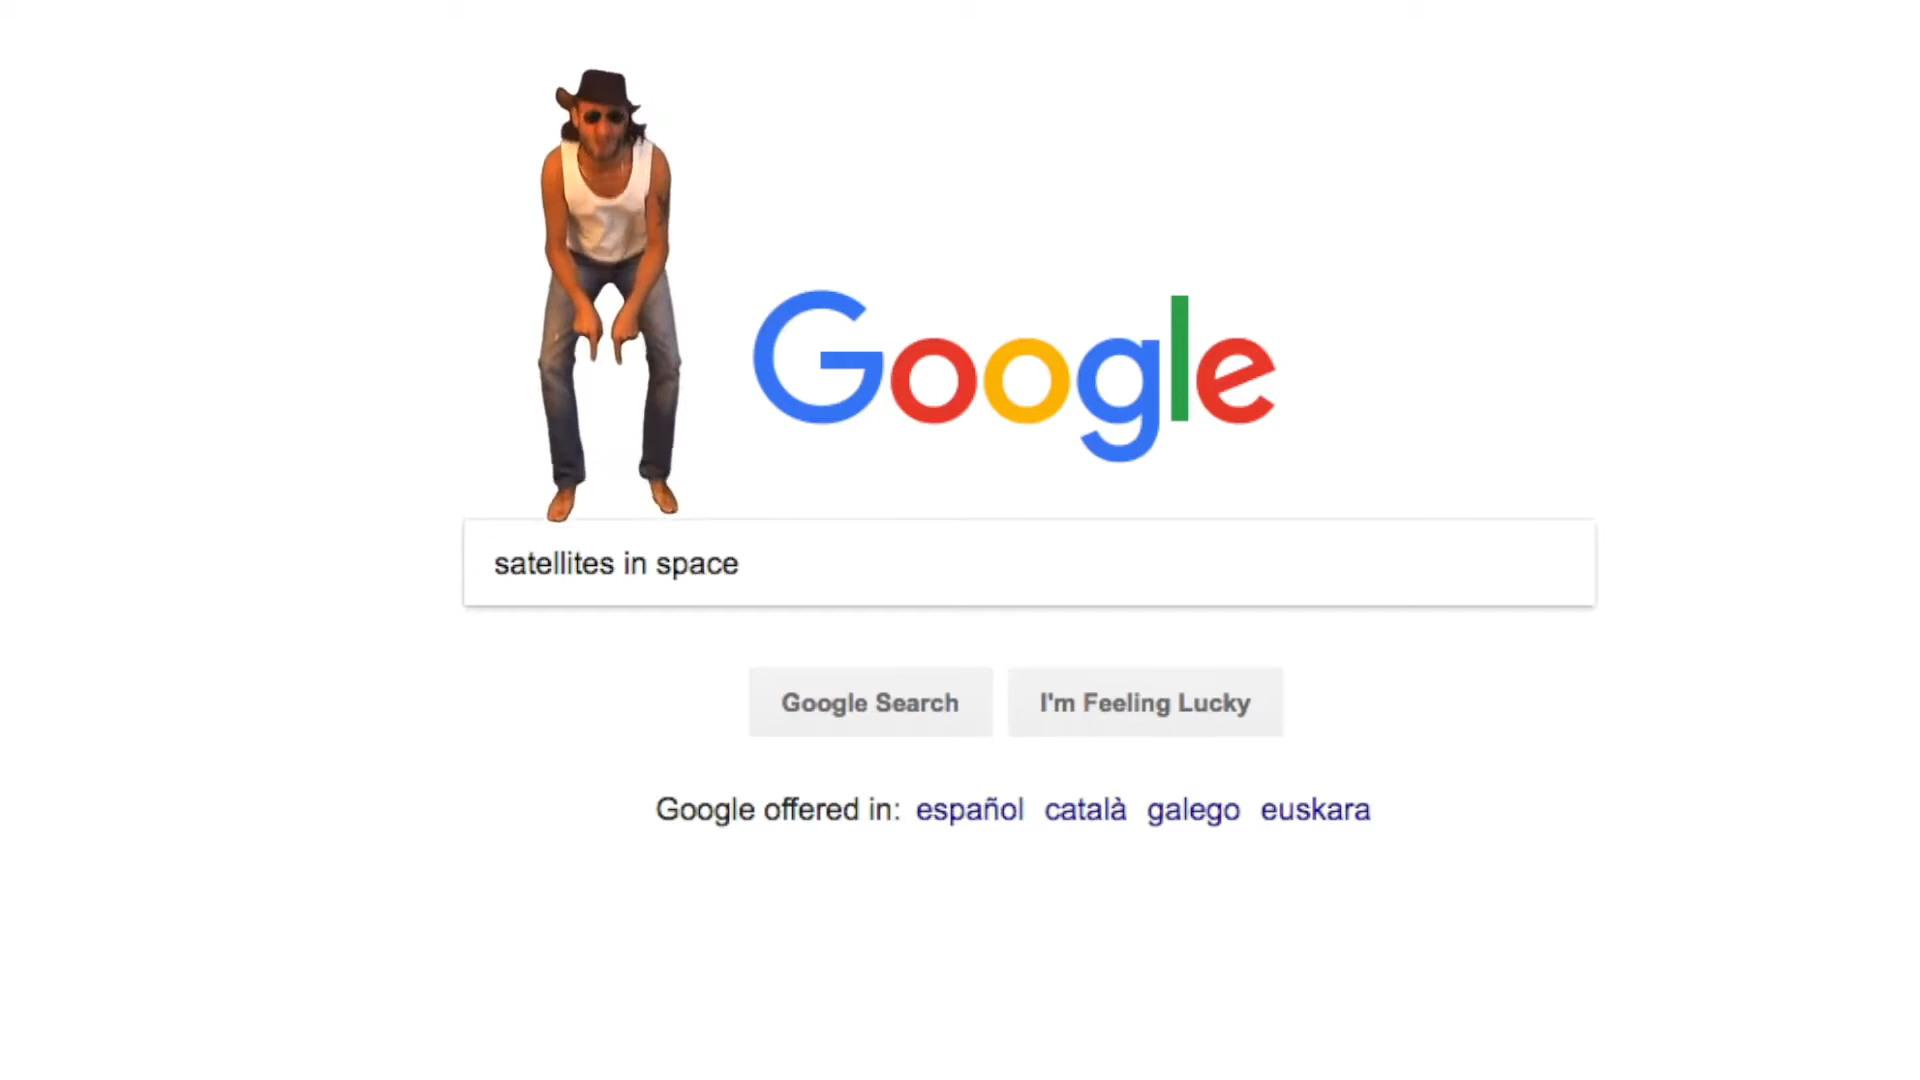 Google
satellites in space
Google Search I'm Feeling Lucky
Google offered in: español català galego euskara